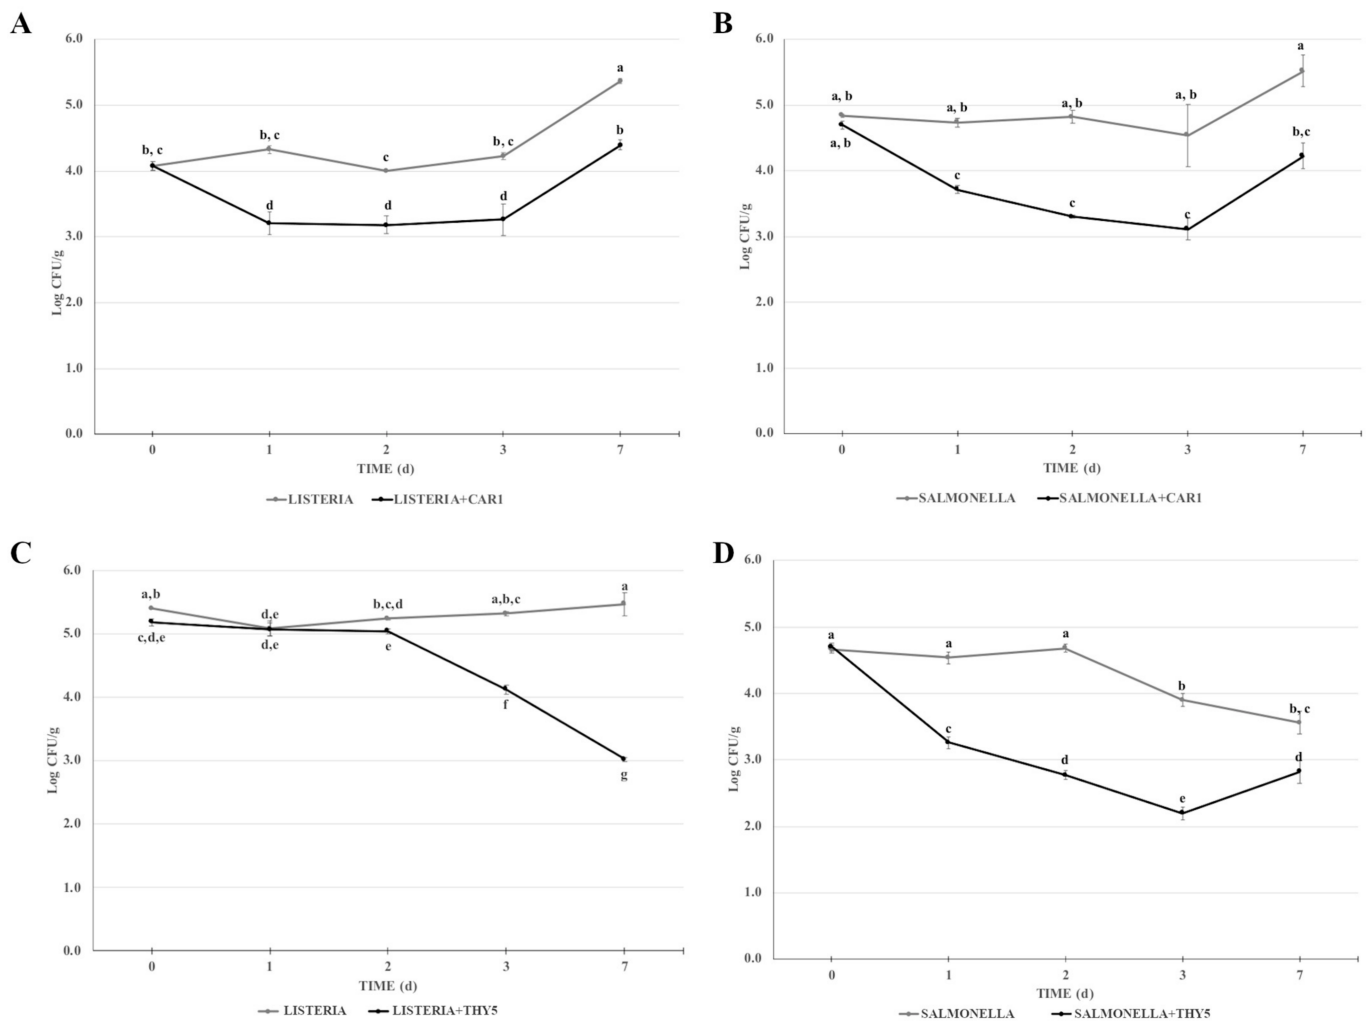 A
6.0
5.0
4.0
3.0
2.0
1.0
0.0
Log CFU/g
b, c
b, c
c
b, c
a
d
d
d
b
0 1 2 3 7
TIME (d)
LISTERIA LISTERIA+CAR1
B
6.0
5.0
4.0
3.0
2.0
1.0
0.0
Log CFU/g
a, b
a, b
a, b
a, b
a
a, b
c
c
c
b,c
0 1 2 3 7
TIME (d)
SALMONELLA SALMONELLA+CAR1
C
6.0
5.0
4.0
3.0
2.0
1.0
0.0
Log CFU/g
a,b
d,e
b,c,d
a,b,c
a
c,d,e
d,e
e
f
g
0 1 2 3 7
TIME (d)
LISTERIA LISTERIA+THY5
D
6.0
5.0
4.0
3.0
2.0
1.0
0.0
Log CFU/g
a
a
a
b
b, c
c
d
e
d
0 1 2 3 7
TIME (d)
SALMONELLA SALMONELLA+THY5